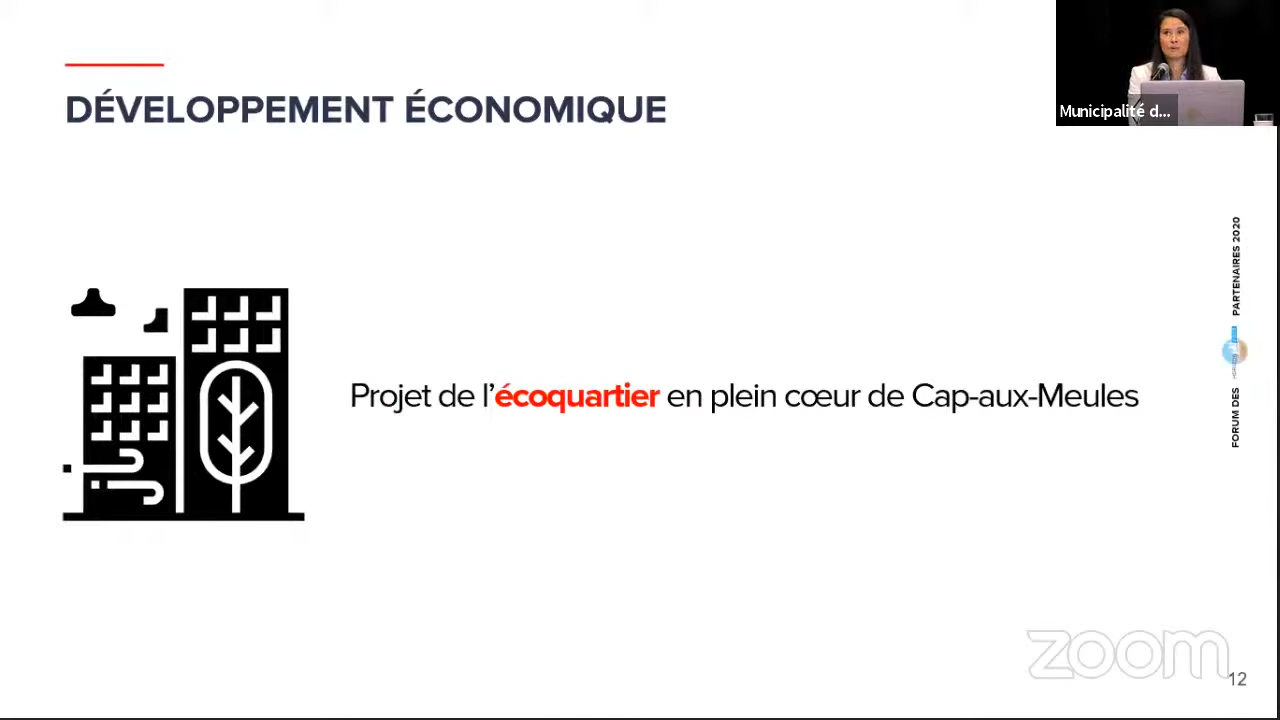 DÉVELOPPEMENT ÉCONOMIQUE
Municipalité d...
Projet de l’écoquartier en plein cœur de Cap-aux-Meules
FORUM DES
PARTENAIRES 2020
zoom
12